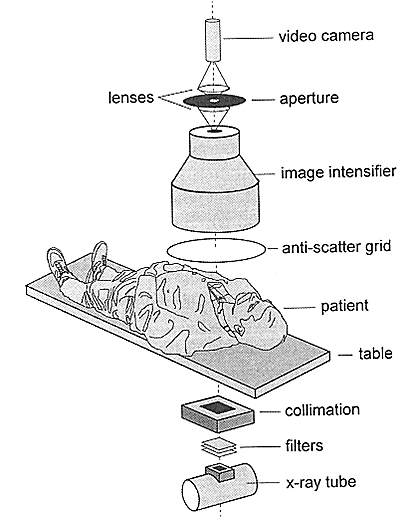 video camera
lenses
aperture
image intensifier
anti-scatter grid
patient
table
collimation
filters
x-ray tube